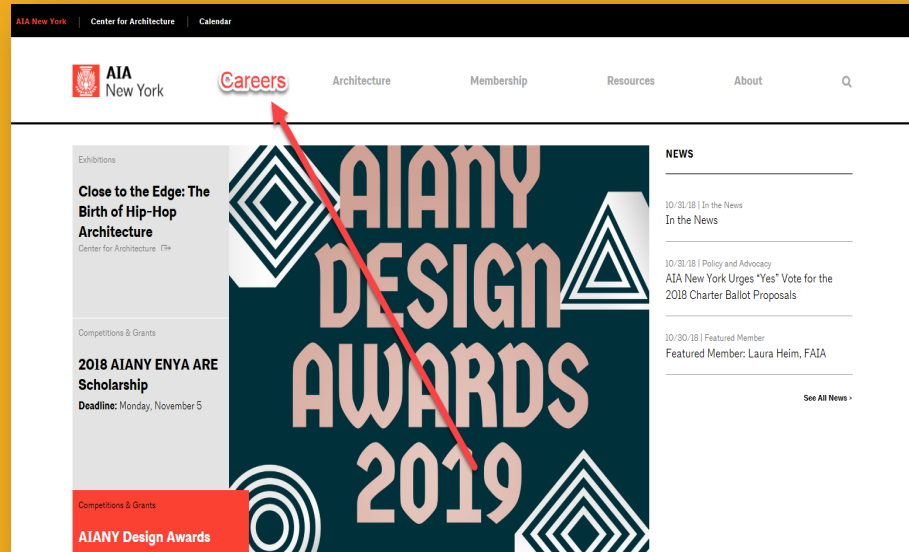 AIA New York
Center for Architecture
Calendar
AIA
New York
Careers
Architecture
Membership
Resources
About
Exhibitions
Close to the Edge: The
Birth of Hip-Hop
Architecture
Center for Architecture
Competitions & Grants
2018 AIANY ENYA ARE
Scholarship
Deadline: Monday, November 5
Competitions & Grants
AIANY Design Awards
AIANY
DESIGN
AWARDS
2019
NEWS
10/31/18 | In the News
In the News
10/31/18 | Policy and Advocacy
AIA New York Urges “Yes” Vote for the
2018 Charter Ballot Proposals
10/30/18 | Featured Member
Featured Member: Laura Heim, FAIA
See All News ›